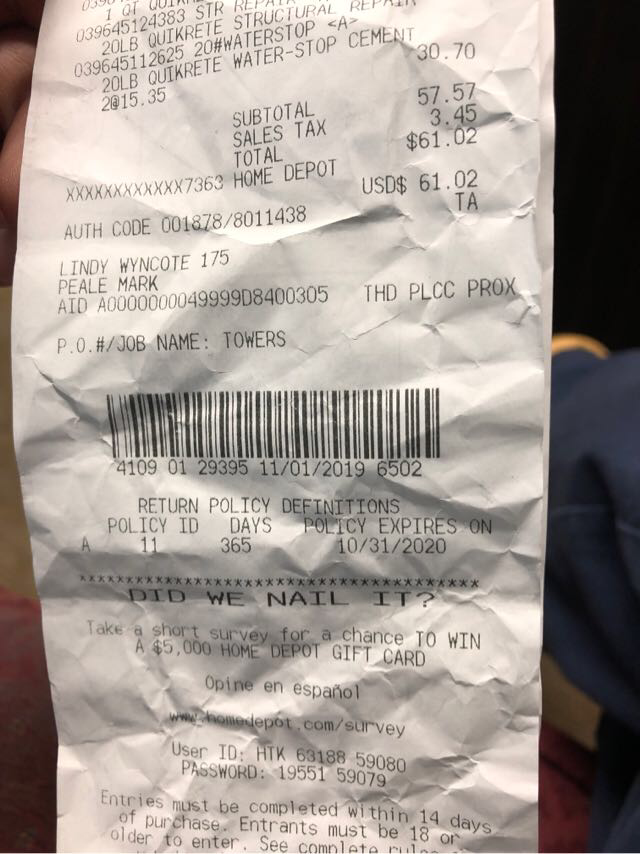 1 QT QUIK
039645124383 STR REPAIR
20LB QUIKRETE STRUCTURAL REPAIR
039645112625 20#WATERSTOP <A>
20LB QUIKRETE WATER-STOP CEMENT
2@15.35 30.70
SUBTOTAL 57.57
SALES TAX 3.45
TOTAL $61.02
XXXXXXXXXXXX7363 HOME DEPOT
USD$ 61.02
AUTH CODE 001878/8011438 TA
LINDY WYNCOTE 175
PEALE MARK
AID A0000000049999D8400305 THD PLCC PROX
P.O.#/JOB NAME: TOWERS
4109 01 29395 11/01/2019 6502
RETURN POLICY DEFINITIONS
POLICY ID DAYS POLICY EXPIRES ON
A 11 365 10/31/2020
DID WE NAIL IT?
Take a short survey for a chance TO WIN
A $5,000 HOME DEPOT GIFT CARD
Opine en español
www.homedepot.com/survey
User ID: HTK 63188 59080
PASSWORD: 19551 59079
Entries must be completed within 14 days
of purchase. Entrants must be 18 or
older to enter. See complete rules